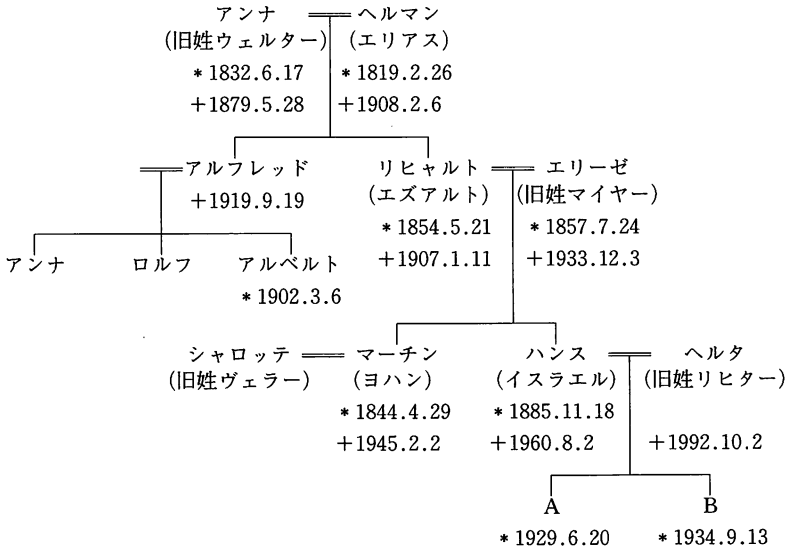 アンナ ヘルマン
(旧姓ウェルター) (エリアス)
*1832.6.17 *1819.2.26
+1879.5.28 +1908.2.6
アルフレッド リヒャルト エリーゼ
+1919.9.19 (エズアルト) (旧姓マイヤー)
*1854.5.21 *1857.7.24
アンナ ロルフ アルベルト +1907.1.11 +1933.12.3
*1902.3.6
シャロッテ マーチン ハンス ヘルタ
(旧姓ヴェラー) (ヨハン) (イスラエル) (旧姓リヒター)
*1844.4.29 *1885.11.18
+1945.2.2 +1960.8.2 +1992.10.2
A B
*1929.6.20 *1934.9.13